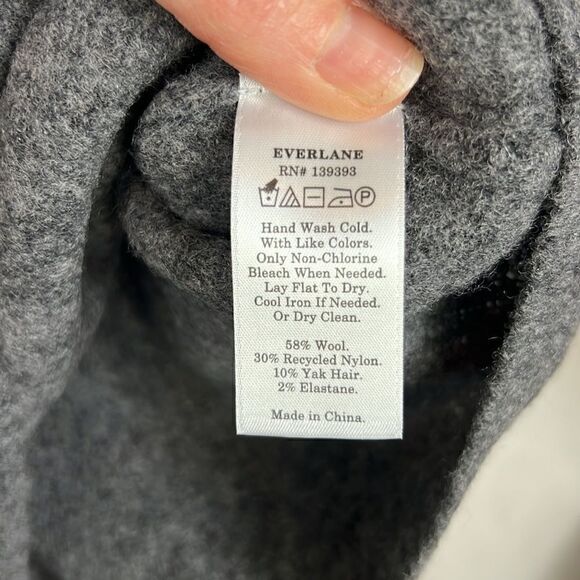 EVERLANE
RN# 139393
P
Hand Wash Cold.
With Like Colors.
Only Non-Chlorine
Bleach When Needed.
Lay Flat To Dry.
Cool Iron If Needed.
Or Dry Clean.
58% Wool.
30% Recycled Nylon.
10% Yak Hair.
2% Elastane.
Made in China.